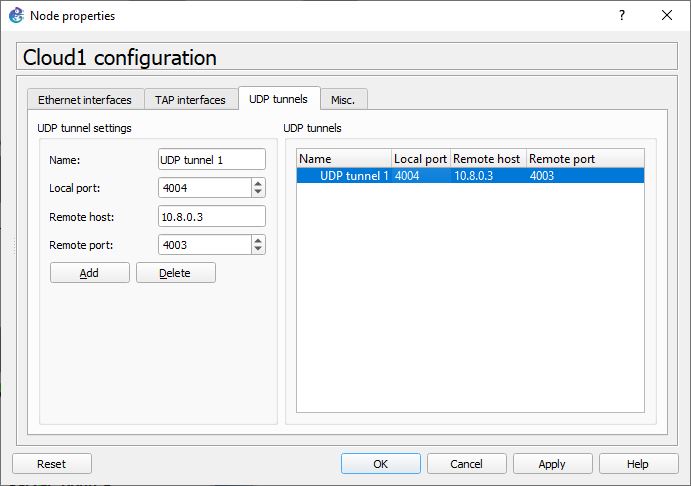 Node properties
?
Cloud1 configuration
Ethernet interfaces TAP interfaces UDP tunnels Misc.
UDP tunnel settings
Name: UDP tunnel 1
Local port: 4004
Remote host: 10.8.0.3
Remote port: 4003
Add Delete
UDP tunnels
Name Local port Remote host Remote port
UDP tunnel 1 4004 10.8.0.3 4003
Reset OK Cancel Apply Help